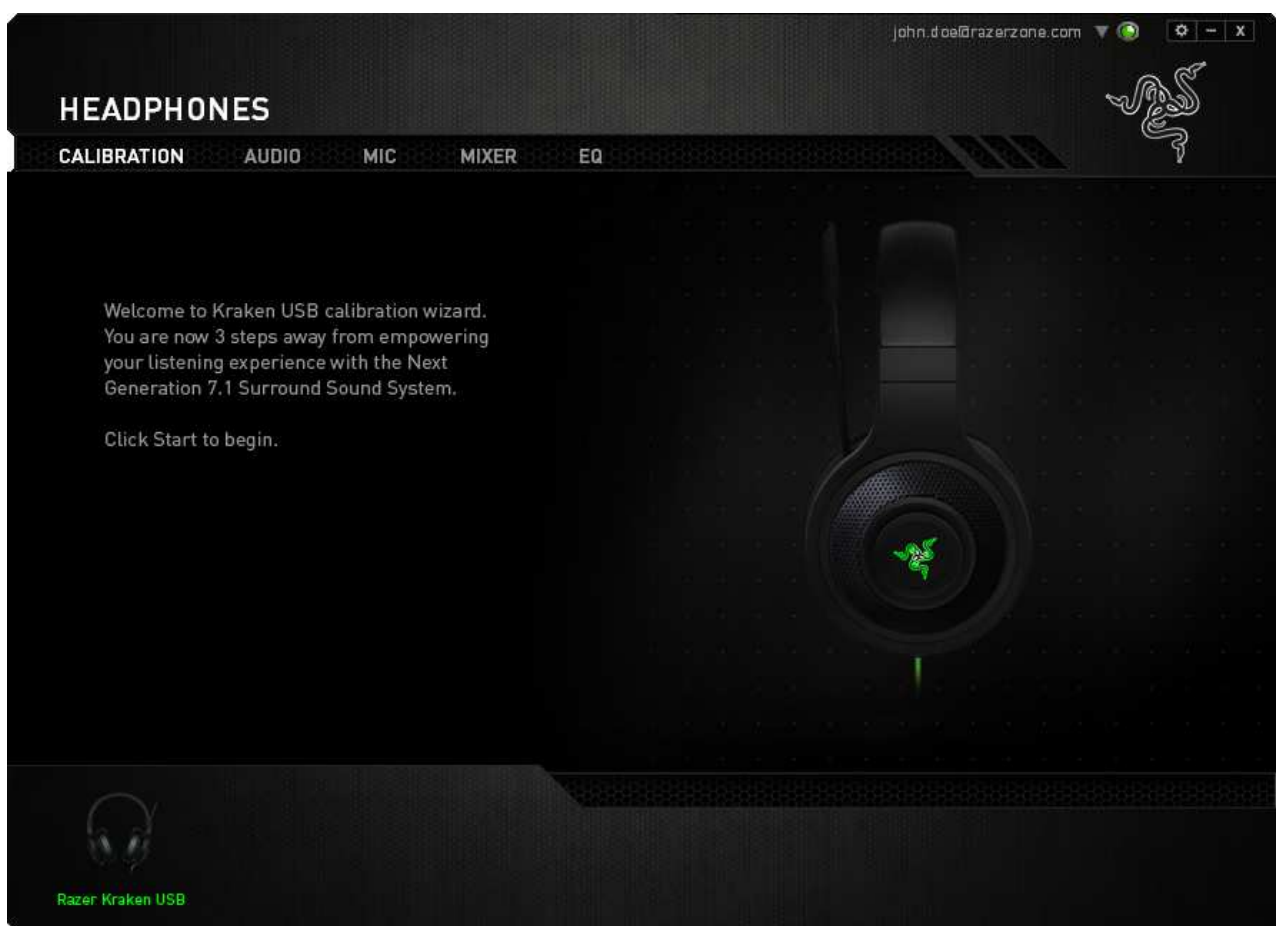 john.doe@razerzone.com
HEADPHONES
CALIBRATION AUDIO MIC MIXER EQ
Welcome to Kraken USB calibration wizard.
You are now 3 steps away from empowering
your listening experience with the Next
Generation 7.1 Surround Sound System.
Click Start to begin.
Razer Kraken USB